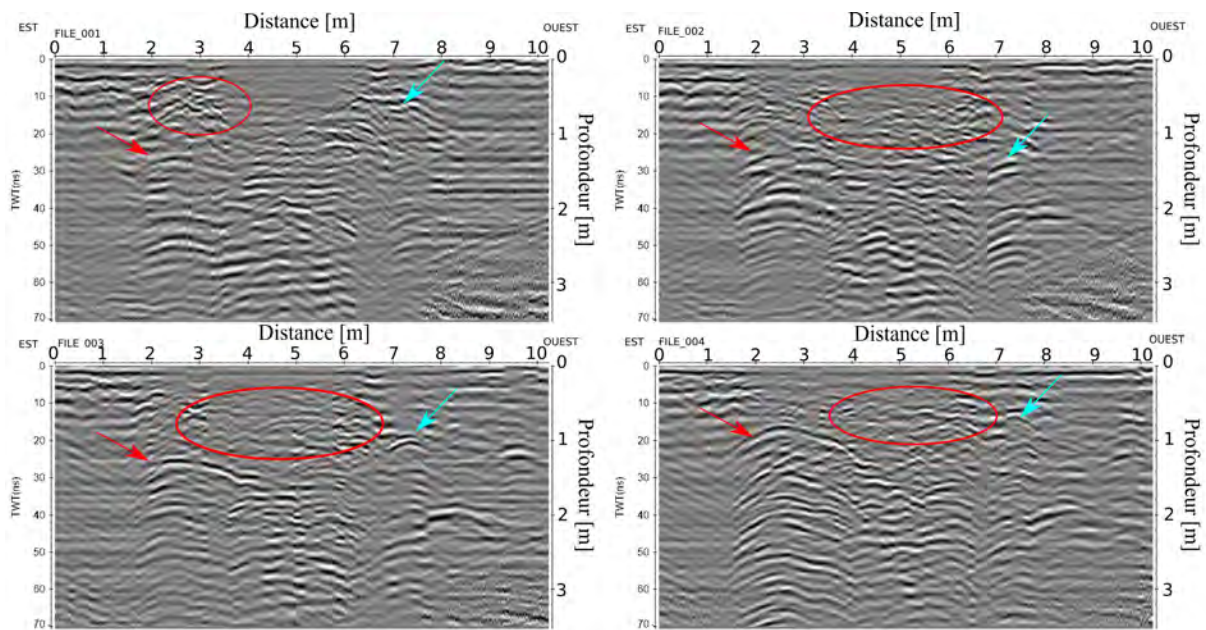 Distance [m]
EST FILE_001 OUEST
0 1 2 3 4 5 6 7 8 9 10
0 10 20 30 40 50 60 70
TWT(ns)
0 1 2 3
Profondeur [m]
Distance [m]
EST FILE_002 OUEST
0 1 2 3 4 5 6 7 8 9 10
0 10 20 30 40 50 60 70
TWT(ns)
0 1 2 3
Profondeur [m]
Distance [m]
EST FILE_003 OUEST
0 1 2 3 4 5 6 7 8 9 10
0 10 20 30 40 50 60 70
TWT(ns)
0 1 2 3
Profondeur [m]
Distance [m]
EST FILE_004 OUEST
0 1 2 3 4 5 6 7 8 9 10
0 10 20 30 40 50 60 70
TWT(ns)
0 1 2 3
Profondeur [m]